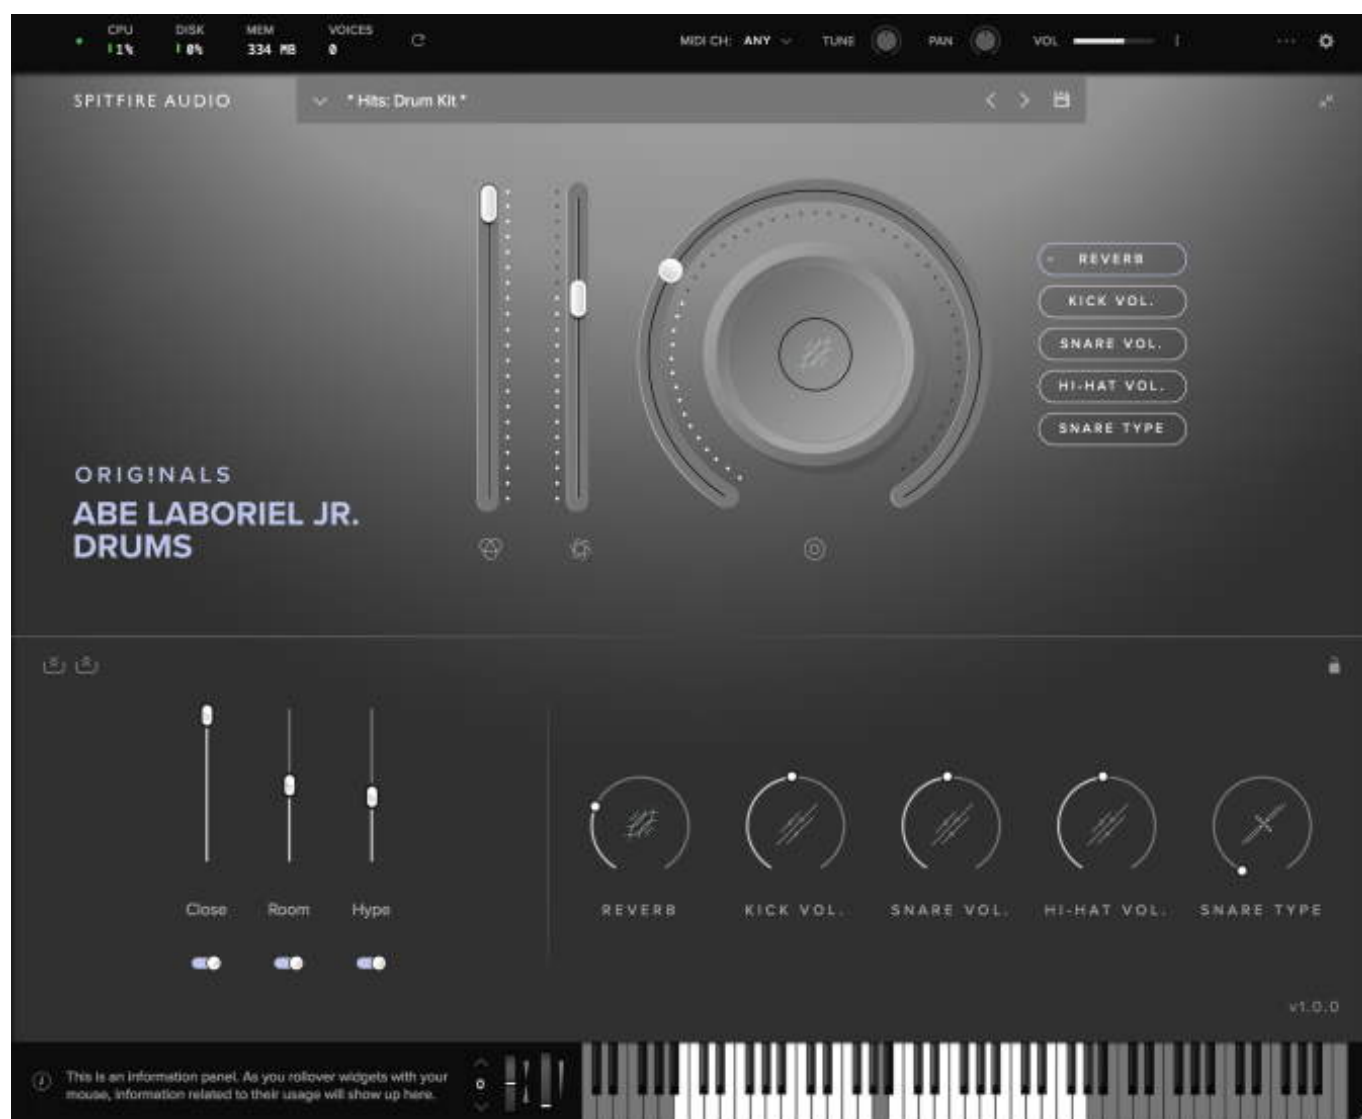 CPU DISK MEM VOICES
1% 0% 334 MB 0
MIDI CH: ANY TUNE PAN VOL
SPITFIRE AUDIO
* Hits: Drum Kit *
REVERB
KICK VOL.
SNARE VOL.
HI-HAT VOL.
SNARE TYPE
ORIG!NALS
ABE LABORIEL JR.
DRUMS
Close Room Hype
REVERB KICK VOL. SNARE VOL. HI-HAT VOL. SNARE TYPE
v1.0.0
This is an information panel. As you rollover widgets with your
mouse, information related to their usage will show up here.
0